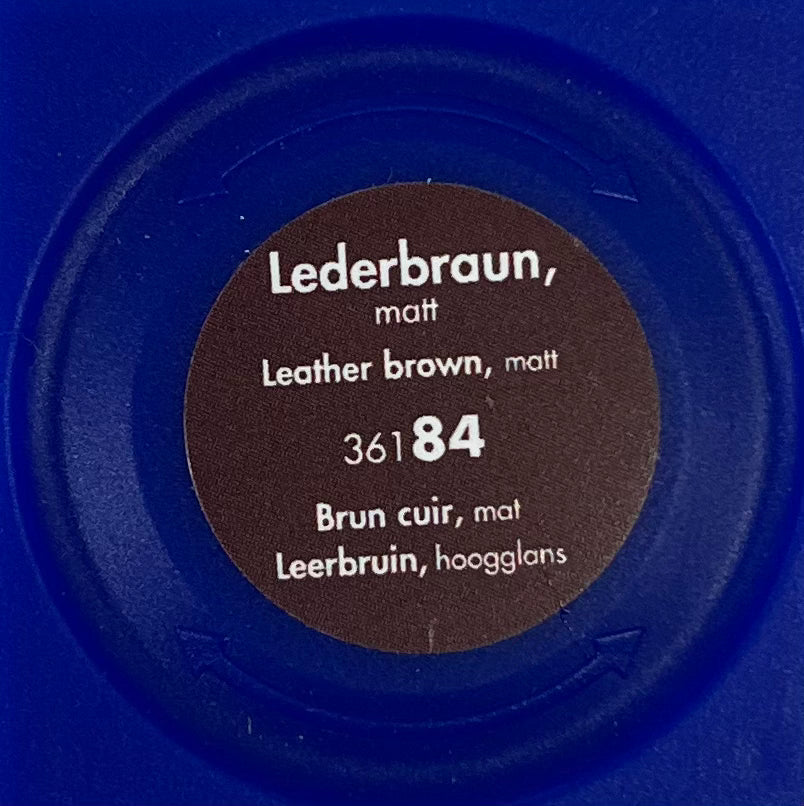 Lederbraun,
matt
Leather brown, matt
36184
Brun cuir, mat
Leerbruin, hoogglans